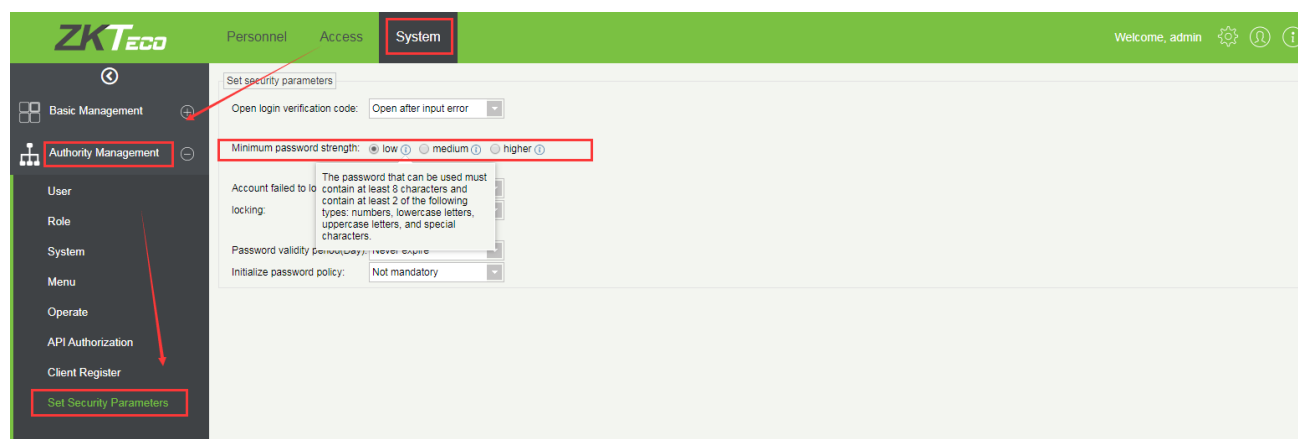 ZKTeco
Personnel Access System
Welcome, admin
Basic Management
Authority Management
User
Role
System
Menu
Operate
API Authorization
Client Register
Set Security Parameters
Set security parameters
Open login verification code: Open after input error
Minimum password strength: low medium higher
The password that can be used must
contain at least 8 characters and
contain at least 2 of the following
types: numbers, lowercase letters,
uppercase letters, and special
characters.
Account failed to lo
locking:
Password validity period(Day): Never expire
Initialize password policy: Not mandatory